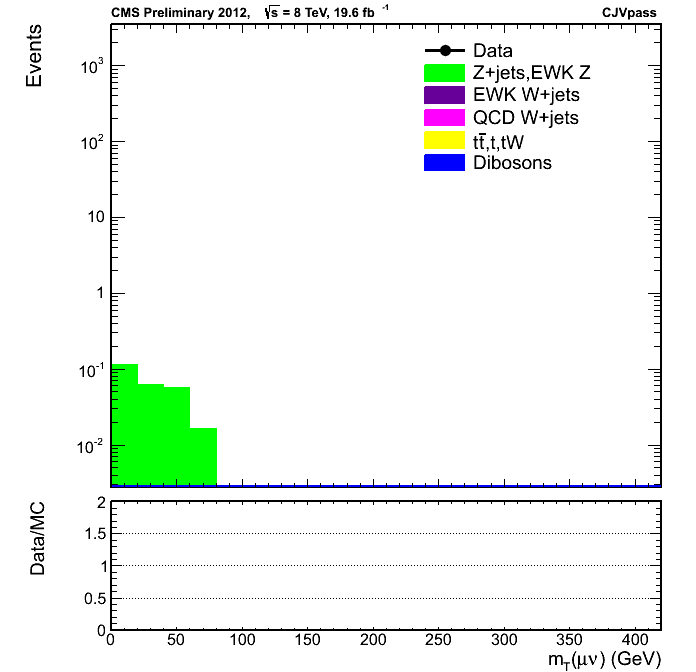 CMS Preliminary 2012, √s = 8 TeV, 19.6 fb⁻¹ CJVpass
Events
Data
Z+jets,EWK Z
EWK W+jets
QCD W+jets
tt̅,t,tW
Dibosons
10³
10²
10
1
10⁻¹
10⁻²
Data/MC
2
1.5
1
0.5
0
0 50 100 150 200 250 300 350 400
m_T(μν) (GeV)